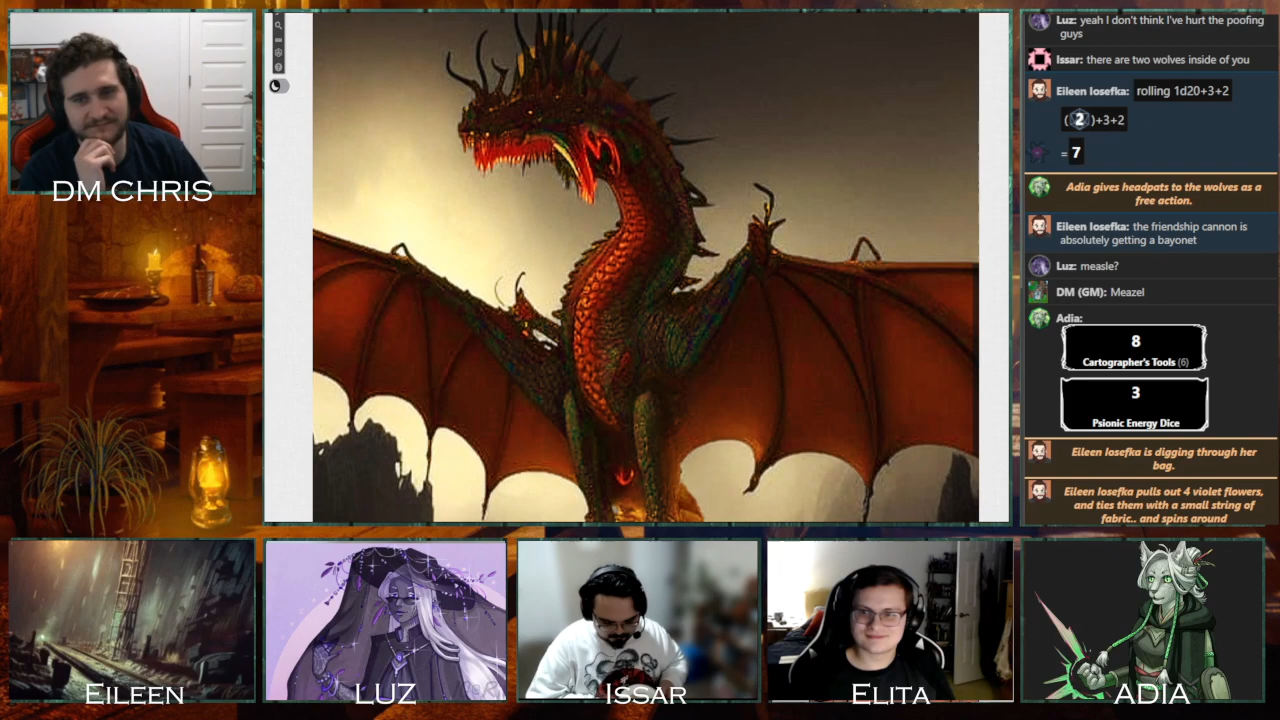 DM CHRIS
Luz: yeah I don't think I've hurt the poofing
guys
Issar: there are two wolves inside of you
Eileen Iosefka: rolling 1d20+3+2
(2)+3+2
=7
Adia gives headpats to the wolves as a
free action.
Eileen Iosefka: the friendship cannon is
absolutely getting a bayonet
Luz: measle?
DM (GM): Meazel
Adia:
8
Cartographer's Tools (6)
3
Psionic Energy Dice
Eileen Iosefka is digging through her
bag.
Eileen Iosefka pulls out 4 violet flowers,
and ties them with a small string of
fabric.. and spins around
EILEEN
LUZ
ISSAR
ELITA
ADIA